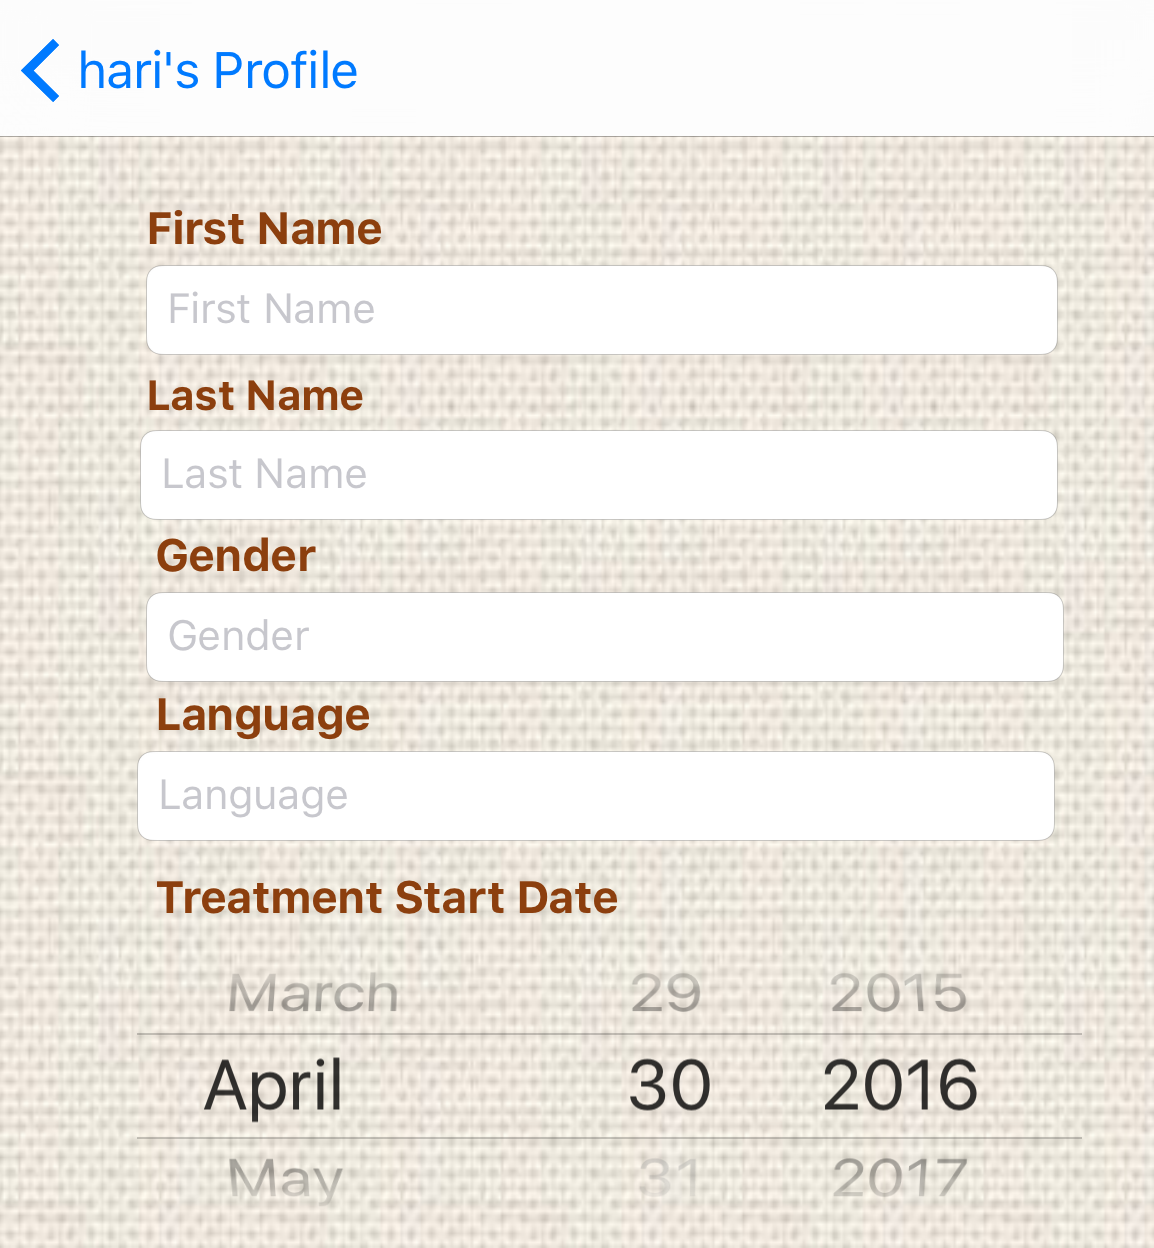 hari's Profile
First Name
First Name
Last Name
Last Name
Gender
Gender
Language
Language
Treatment Start Date
March 29 2015
April 30 2016
May 31 2017